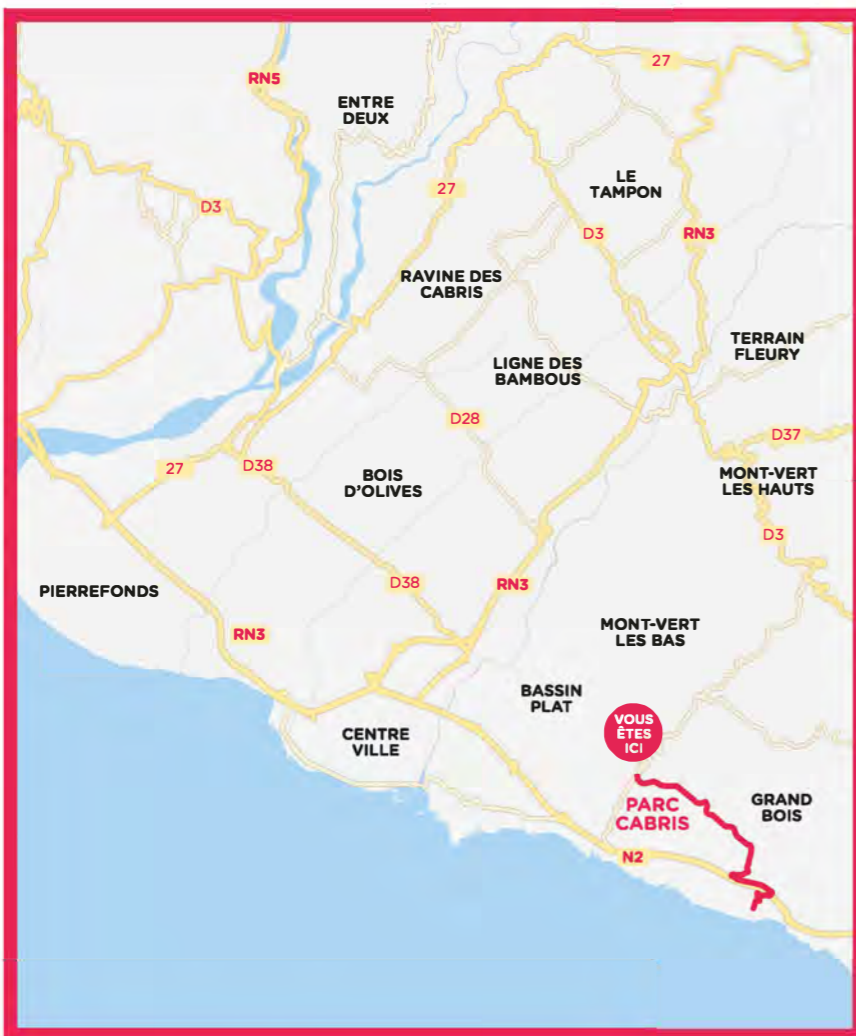 27
RN5
ENTRE
DEUX
LE
TAMPON
27
D3
D3
RN3
RAVINE DES
CABRIS
TERRAIN
FLEURY
LIGNE DES
BAMBOUS
D28
D37
27
D38
BOIS
D'OLIVES
MONT-VERT
LES HAUTS
D3
D38
RN3
PIERREFONDS
RN3
MONT-VERT
LES BAS
BASSIN
PLAT
VOUS
ÊTES
ICI
CENTRE
VILLE
PARC
CABRIS
GRAND
BOIS
N2